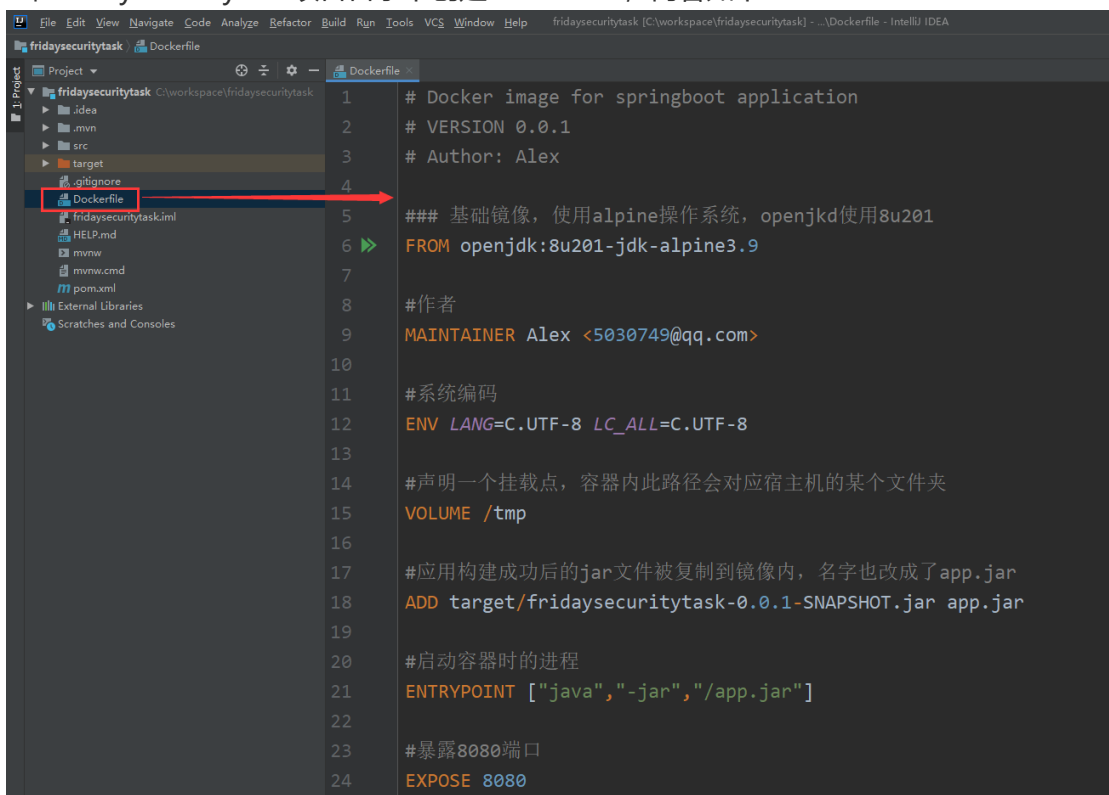 File Edit View Navigate Code Analyze Refactor Build Run Tools VCS Window Help fridaysecuritytask [C:\workspace\fridaysecuritytask] - ...\Dockerfile - IntelliJ IDEA
fridaysecuritytask Dockerfile
1: Project
Project
Dockerfile
fridaysecuritytask C:\workspace\fridaysecuritytask
.idea
.mvn
src
target
.gitignore
Dockerfile
fridaysecuritytask.iml
HELP.md
mvnw
mvnw.cmd
pom.xml
External Libraries
Scratches and Consoles
1 # Docker image for springboot application
2 # VERSION 0.0.1
3 # Author: Alex
4
5 ### 基础镜像，使用alpine操作系统，openjkd使用8u201
6 FROM openjdk:8u201-jdk-alpine3.9
7
8 #作者
9 MAINTAINER Alex <5030749@qq.com>
10
11 #系统编码
12 ENV LANG=C.UTF-8 LC_ALL=C.UTF-8
13
14 #声明一个挂载点，容器内此路径会对应宿主机的某个文件夹
15 VOLUME /tmp
16
17 #应用构建成功后的jar文件被复制到镜像内，名字也改成了app.jar
18 ADD target/fridaysecuritytask-0.0.1-SNAPSHOT.jar app.jar
19
20 #启动容器时的进程
21 ENTRYPOINT ["java","-jar","/app.jar"]
22
23 #暴露8080端口
24 EXPOSE 8080